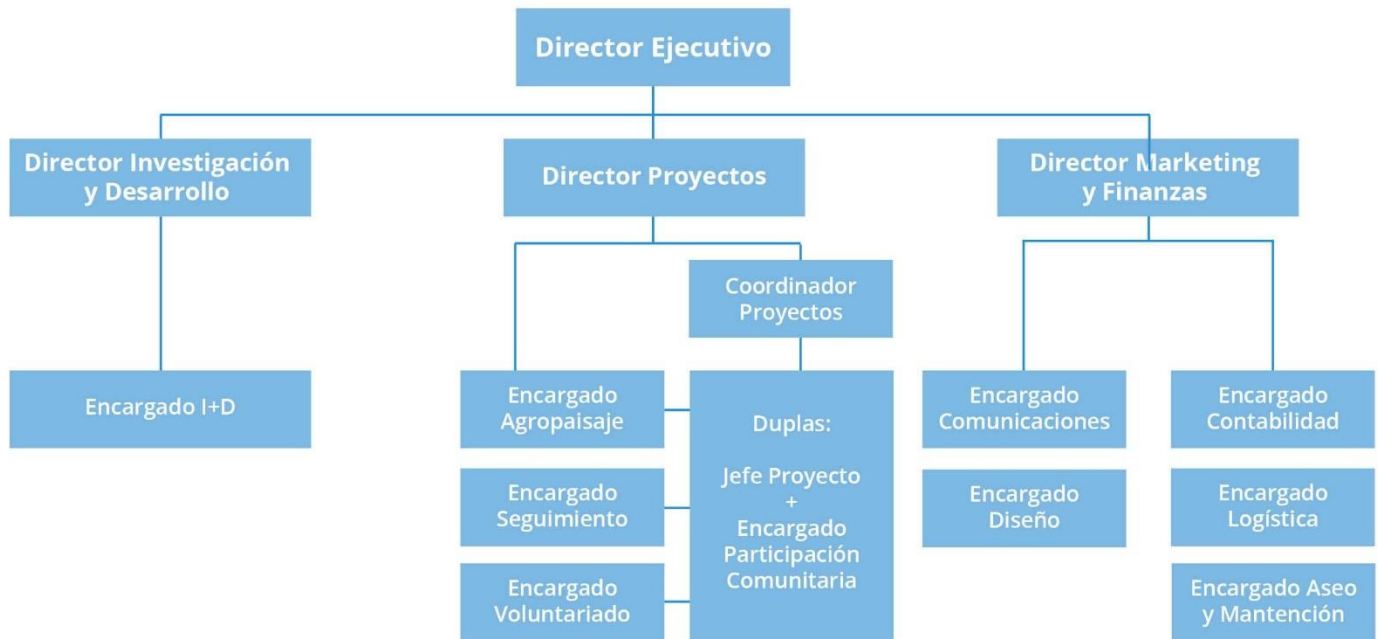 Director Ejecutivo
Director Investigación
y Desarrollo
Director Proyectos
Director Marketing
y Finanzas
Coordinador
Proyectos
Encargado I+D
Encargado
Agropaisaje
Encargado
Seguimiento
Encargado
Voluntariado
Duplas:
Jefe Proyecto
+
Encargado
Participación
Comunitaria
Encargado
Comunicaciones
Encargado
Diseño
Encargado
Contabilidad
Encargado
Logística
Encargado Aseo
y Mantención